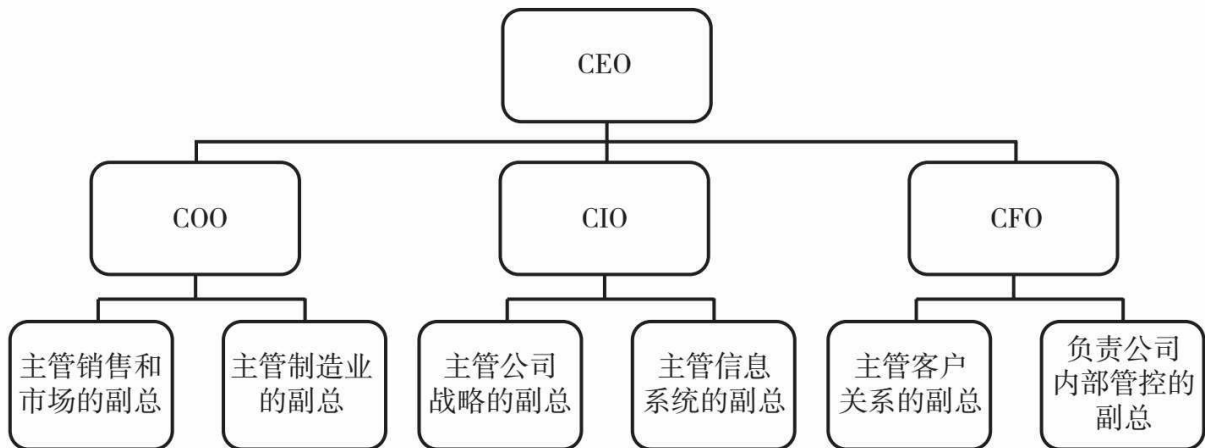 CEO
COO
CIO
CFO
主管销售和
市场的副总
主管制造业
的副总
主管公司
战略的副总
主管信息
系统的副总
主管客户
关系的副总
负责公司
内部管控的
副总